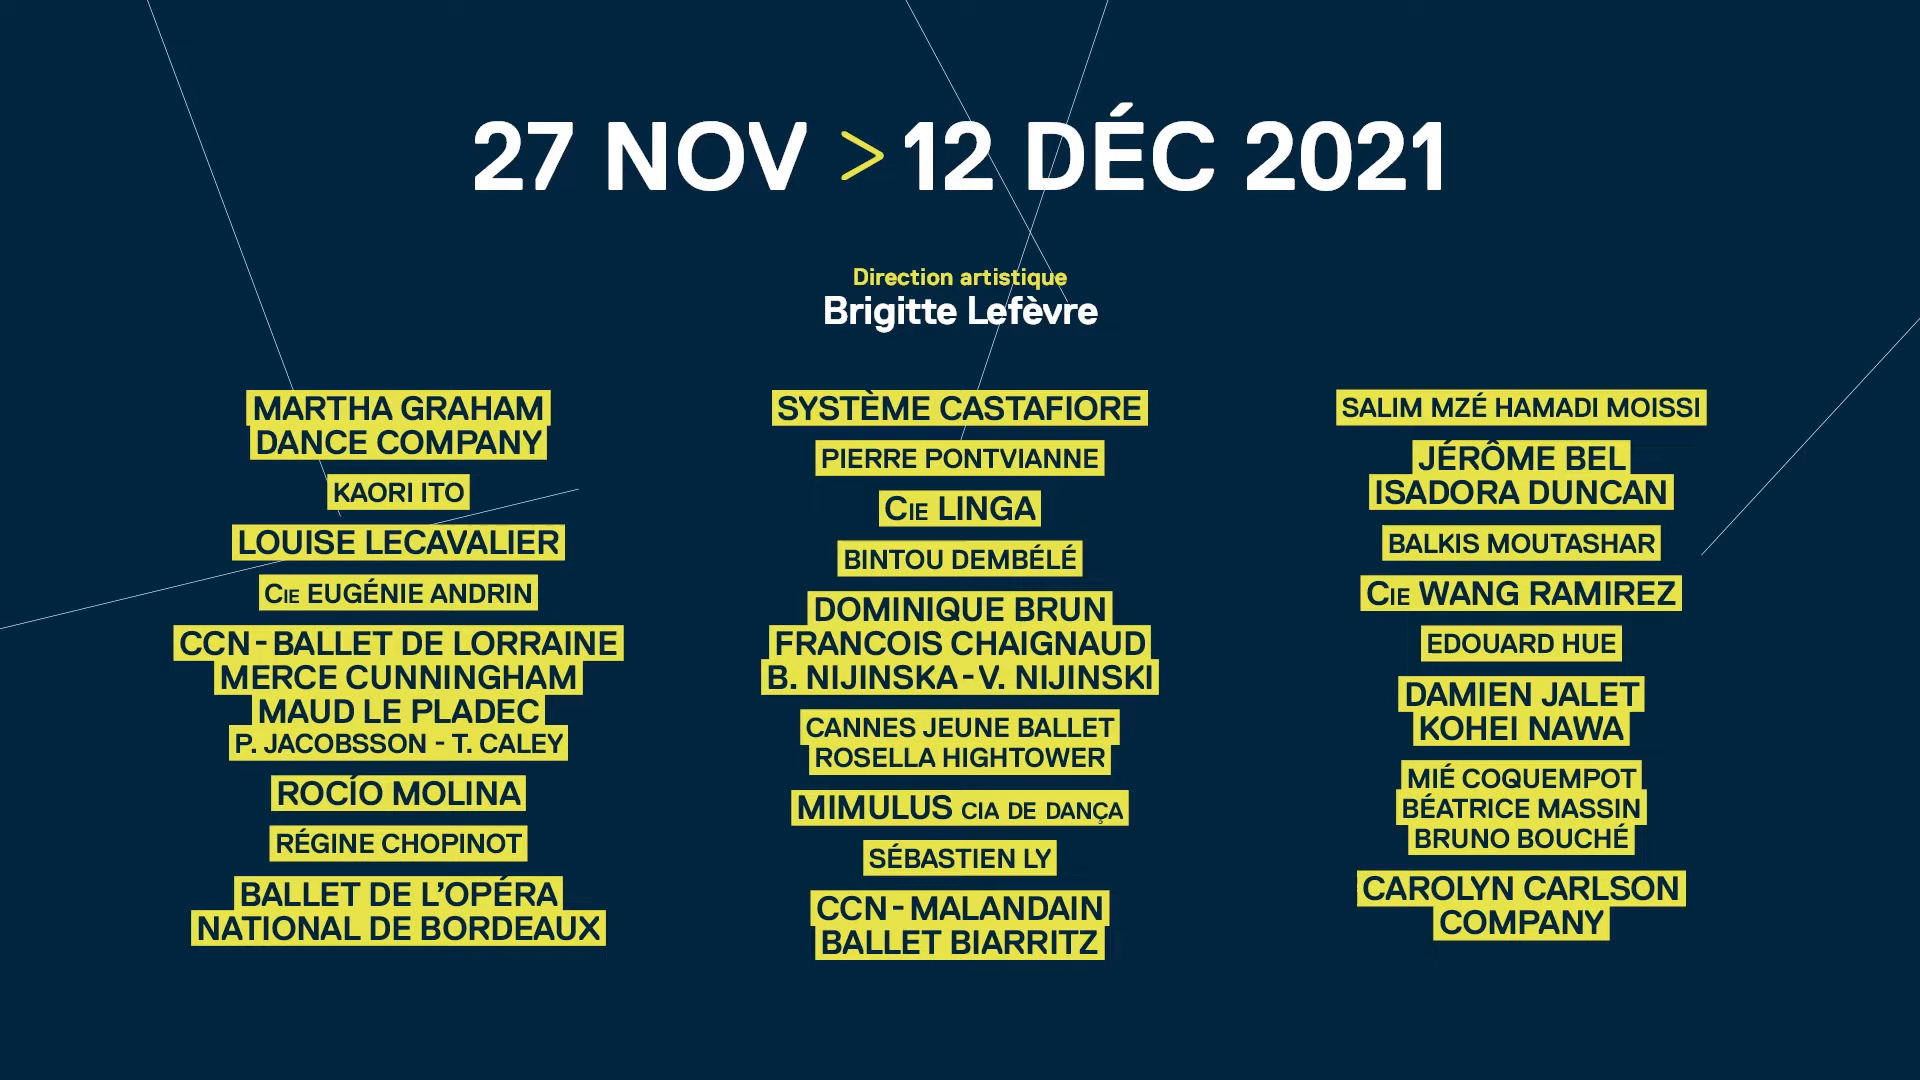 27 NOV > 12 DÉC 2021
Direction artistique
Brigitte Lefèvre
MARTHA GRAHAM
DANCE COMPANY
KAORI ITO
LOUISE LECAVALIER
CIE EUGÉNIE ANDRIN
CCN - BALLET DE LORRAINE
MERCE CUNNINGHAM
MAUD LE PLADEC
P. JACOBSSON - T. CALEY
ROCÍO MOLINA
RÉGINE CHOPINOT
BALLET DE L’OPÉRA
NATIONAL DE BORDEAUX
SYSTÈME CASTAFIORE
PIERRE PONTVIANNE
CIE LINGA
BINTOU DEMBÉLÉ
DOMINIQUE BRUN
FRANCOIS CHAIGNAUD
B. NIJINSKA - V. NIJINSKI
CANNES JEUNE BALLET
ROSELLA HIGHTOWER
MIMULUS CIA DE DANÇA
SÉBASTIEN LY
CCN - MALANDAIN
BALLET BIARRITZ
SALIM MZÉ HAMADI MOISSI
JÉRÔME BEL
ISADORA DUNCAN
BALKIS MOUTASHAR
CIE WANG RAMIREZ
EDOUARD HUE
DAMIEN JALET
KOHEI NAWA
MIÉ COQUEMPOT
BÉATRICE MASSIN
BRUNO BOUCHÉ
CAROLYN CARLSON
COMPANY